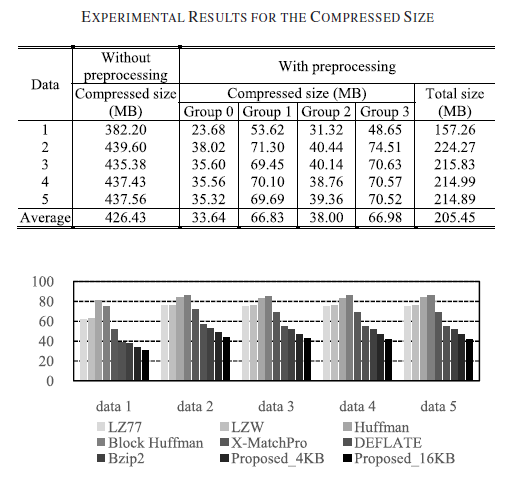 EXPERIMENTAL RESULTS FOR THE COMPRESSED SIZE
Data Without preprocessing With preprocessing
Compressed size (MB) Compressed size (MB) Total size (MB)
Group 0 Group 1 Group 2 Group 3
1 382.20 23.68 53.62 31.32 48.65 157.26
2 439.60 38.02 71.30 40.44 74.51 224.27
3 435.38 35.60 69.45 40.14 70.63 215.83
4 437.43 35.56 70.10 38.76 70.57 214.99
5 437.56 35.32 69.69 39.36 70.52 214.89
Average 426.43 33.64 66.83 38.00 66.98 205.45
100
80
60
40
20
0
data 1 data 2 data 3 data 4 data 5
LZ77 LZW Huffman
Block Huffman X-MatchPro DEFLATE
Bzip2 Proposed_4KB Proposed_16KB